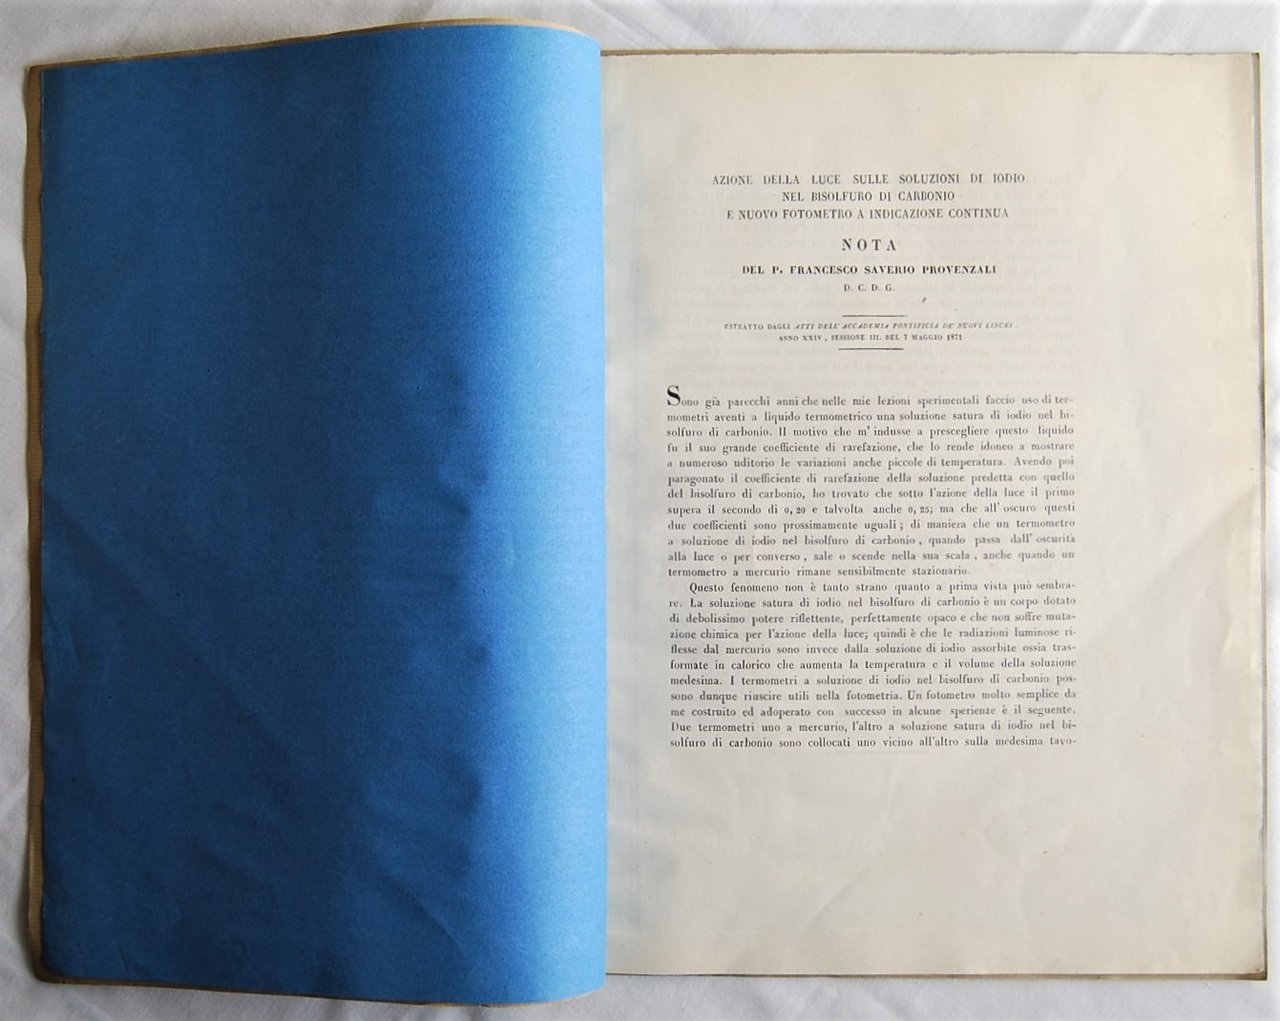 AZIONE DELLA LUCE SULLE SOLUZIONI DI IODIO
NEL BISOLFURO DI CARBONIO
E NUOVO FOTOMETRO A INDICAZIONE CONTINUA
NOTA
DEL P. FRANCESCO SAVERIO PROVENZALI
D. C. D. G.
ESTRATTO DAGLI ATTI DELL' ACCADEMIA PONTIFICIA DE' NUOVI LINCEI.
ANNO XXIV, SESSIONE III. DEL 7 MAGGIO 1871
Sono già parecchi anni che nelle mie lezioni sperimentali faccio uso di ter-
mometri aventi a liquido termometrico una soluzione satura di iodio nel bi-
solfuro di carbonio. Il motivo che m' indusse a prescegliere questo liquido
fu il suo grande coefficiente di rarefazione, che lo rende idoneo a mostrare
a numeroso uditorio le variazioni anche piccole di temperatura. Avendo poi
paragonato il coefficiente di rarefazione della soluzione predetta con quello
del bisolfuro di carbonio, ho trovato che sotto l'azione della luce il primo
supera il secondo di 0, 20 e talvolta anche 0, 25; ma che all' oscuro questi
due coefficienti sono prossimamente uguali; di maniera che un termometro
a soluzione di iodio nel bisolfuro di carbonio, quando passa dall' oscurità
alla luce o per converso, sale o scende nella sua scala, anche quando un
termometro a mercurio rimane sensibilmente stazionario.
Questo fenomeno non è tanto strano quanto a prima vista può sembra-
re. La soluzione satura di iodio nel bisolfuro di carbonio è un corpo dotato
di debolissimo potere riflettente, perfettamente opaco e che non soffre muta-
zione chimica per l'azione della luce; quindi è che le radiazioni luminose ri-
flesse dal mercurio sono invece dalla soluzione di iodio assorbite ossia tras-
formate in calorico che aumenta la temperatura e il volume della soluzione
medesima. I termometri a soluzione di iodio nel bisolfuro di carbonio pos-
sono dunque riuscire utili nella fotometria. Un fotometro molto semplice da
me costruito ed adoperato con successo in alcune sperienze è il seguente.
Due termometri uno a mercurio, l'altro a soluzione satura di iodio nel bi-
solfuro di carbonio sono collocati uno vicino all'altro sulla medesima tavo-